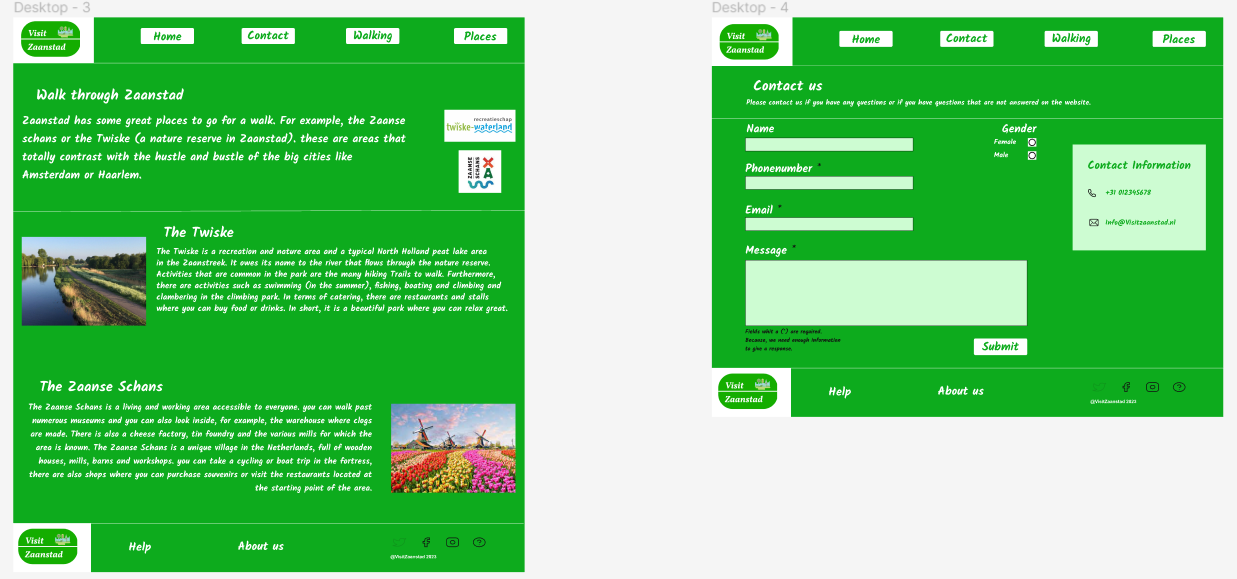 Desktop - 3
Visit
Zaanstad
Home
Contact
Walking
Places
Walk through Zaanstad
Zaanstad has some great places to go for a walk. For example, the Zaanse
schans or the Twiske (a nature reserve in Zaanstad). these are areas that
totally contrast with the hustle and bustle of the big cities like
Amsterdam or Haarlem.
recreatieschap
twiske-waterland
ZAANSE
SCHANS
The Twiske
The Twiske is a recreation and nature area and a typical North Holland peat lake area
in the Zaanstreek. It owes its name to the river that flows through the nature reserve.
Activities that are common in the park are the many hiking Trails to walk. Furthermore,
there are activities such as swimming (in the summer), fishing, boating and climbing and
clambering in the climbing park. In terms of catering, there are restaurants and stalls
where you can buy food or drinks. In short, it is a beautiful park where you can relax great.
The Zaanse Schans
The Zaanse Schans is a living and working area accessible to everyone. you can walk past
numerous museums and you can also look inside, for example, the warehouse where clogs
are made. There is also a cheese factory, tin foundry and the various mills for which the
area is known. The Zaanse Schans is a unique village in the Netherlands, full of wooden
houses, mills, barns and workshops. you can take a cycling or boat trip in the fortress,
there are also shops where you can purchase souvenirs or visit the restaurants located at
the starting point of the area.
Visit
Zaanstad
Help
About us
@VisitZaanstad 2023
Desktop - 4
Visit
Zaanstad
Home
Contact
Walking
Places
Contact us
Please contact us if you have any questions or if you have questions that are not answered on the website.
Name
Gender
Female
Male
Phonenumber *
Email *
Message *
Contact Information
+31 012345678
Info@Visitzaanstad.nl
Fields whit a (*) are required.
Because, we need enough information
to give a response.
Submit
Visit
Zaanstad
Help
About us
@VisitZaanstad 2023